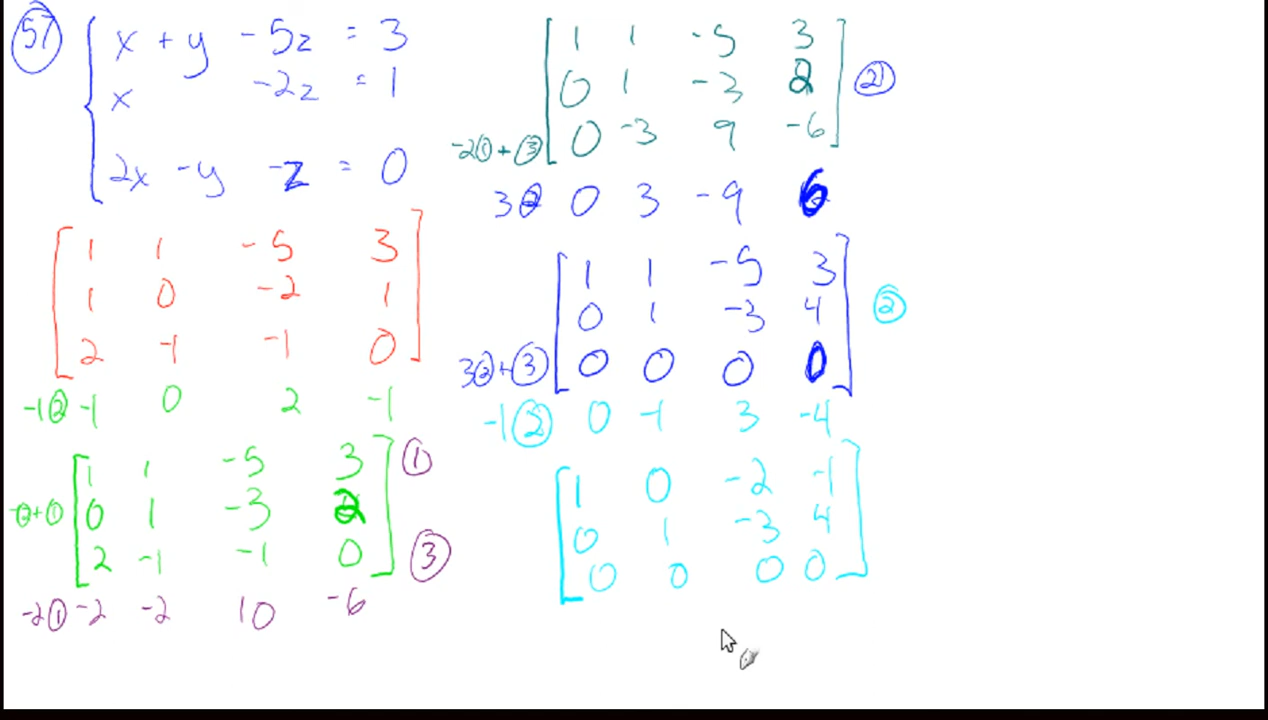 57
x + y - 5z = 3
x - 2z = 1
2x - y - z = 0
1 1 -5 3
1 0 -2 1
2 -1 -1 0
-1② -1 0 2 -1
1 1 -5 3 ①
-②+① 0 1 -3 2
2 -1 -1 0 ③
-2① -2 -2 10 -6
1 1 -5 3
0 1 -3 2 ②
-2①+③ 0 -3 9 -6
3② 0 3 -9 6
1 1 -5 3
0 1 -3 4 ②
3②+③ 0 0 0 0
-1② 0 -1 3 -4
1 0 -2 -1
0 1 -3 4
0 0 0 0